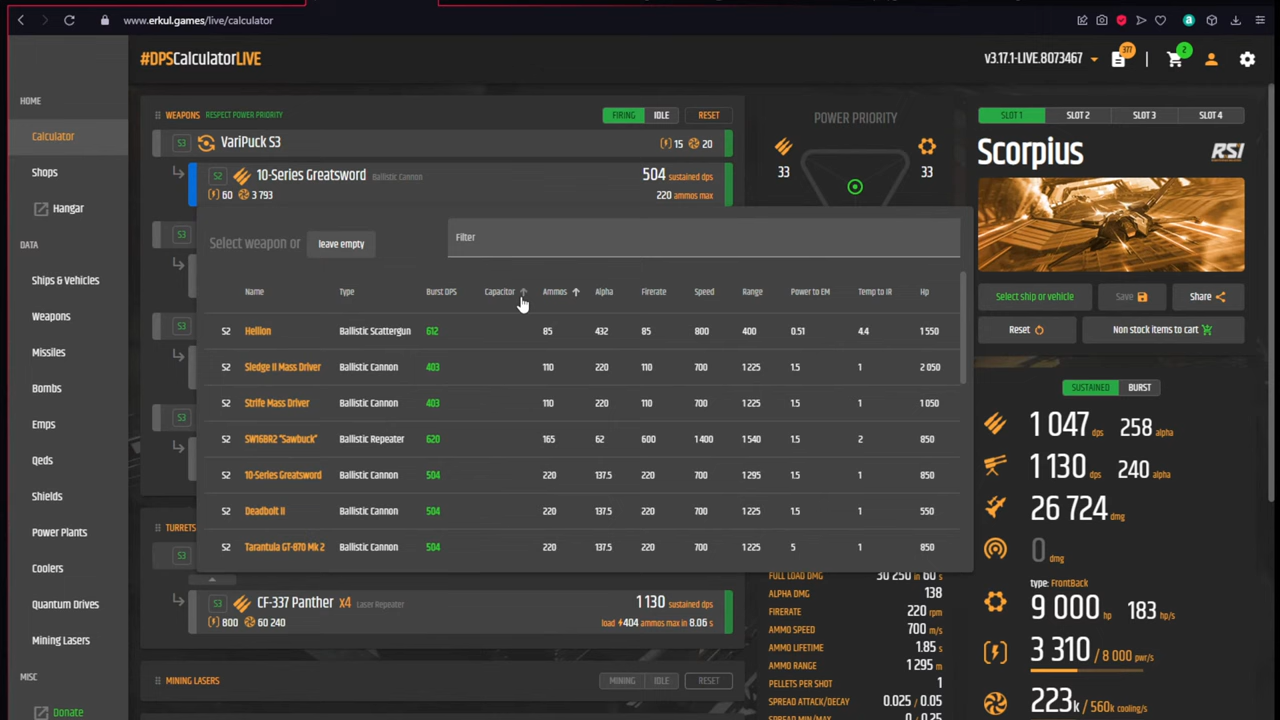 www.erkul.games/live/calculator
#DPSCalculatorLIVE
v3.17.1-LIVE.8073467
377
2
HOME
Calculator
Shops
Hangar
DATA
Ships & Vehicles
Weapons
Missiles
Bombs
Emps
Qeds
Shields
Power Plants
Coolers
Quantum Drives
Mining Lasers
MISC
Donate
WEAPONS RESPECT POWER PRIORITY FIRING IDLE RESET
S3 VariPuck S3 15 20
S2 10-Series Greatsword Ballistic Cannon 504 sustained dps
60 3 793 220 ammos max
S3
S3
S3
Select weapon or leave empty Filter
Name Type Burst DPS Capacitor Ammos Alpha Firerate Speed Range Power to EM Temp to IR Hp
S2 Hellion Ballistic Scattergun 612 85 432 85 800 400 0.51 4.4 1 550
S2 Sledge II Mass Driver Ballistic Cannon 403 110 220 110 700 1 225 1.5 1 2 050
S2 Strife Mass Driver Ballistic Cannon 403 110 220 110 700 1 225 1.5 1 1 050
S2 SW16BR2 "Sawbuck" Ballistic Repeater 620 165 62 600 1 400 1 540 1.5 2 850
S2 10-Series Greatsword Ballistic Cannon 504 220 137.5 220 700 1 295 1.5 1 850
S2 Deadbolt II Ballistic Cannon 504 220 137.5 220 700 1 225 1.5 1 550
S2 Tarantula GT-870 Mk 2 Ballistic Cannon 504 220 137.5 220 700 1 225 5 1 850
TURRETS
S3
S3 CF-337 Panther x4 Laser Repeater 1 130 sustained dps
800 60 240 load 404 ammos max in 8.06 s
MINING LASERS MINING IDLE RESET
POWER PRIORITY
33 33
FULL LOAD DMG 30 250 in 60 s
ALPHA DMG 138
FIRERATE 220 rpm
AMMO SPEED 700 m/s
AMMO LIFETIME 1.85 s
AMMO RANGE 1 295 m
PELLETS PER SHOT 1
SPREAD ATTACK/DECAY 0.025 / 0.05
SPREAD MIN/MAX
SLOT 1 SLOT 2 SLOT 3 SLOT 4
Scorpius RSI
Select ship or vehicle Save Share
Reset Non stock items to cart
SUSTAINED BURST
1 047 dps 258 alpha
1 130 dps 240 alpha
26 724 dmg
0 dmg
type: FrontBack
9 000 hp 183 hp/s
3 310 / 8 000 pwr/s
223k / 560k cooling/s